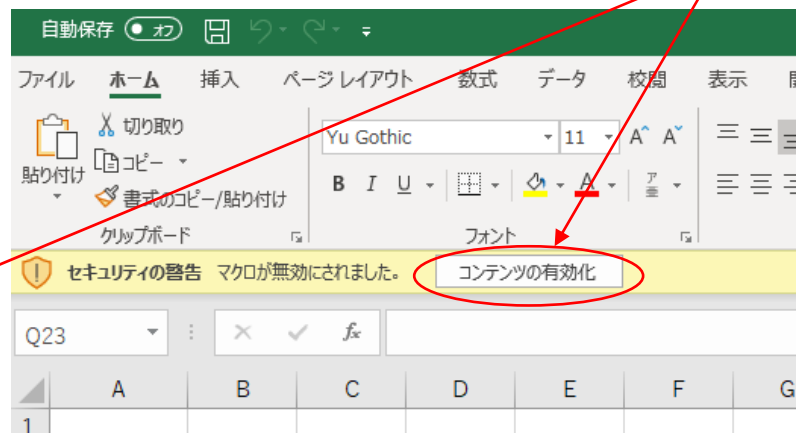 自動保存 オフ
ファイル ホーム 挿入 ページ レイアウト 数式 データ 校閲 表示
貼り付け 切り取り コピー 書式のコピー/貼り付け
Yu Gothic 11 A A
B I U A ア亜
クリップボード フォント
セキュリティの警告 マクロが無効にされました。 コンテンツの有効化
Q23 fx
A B C D E F G
1